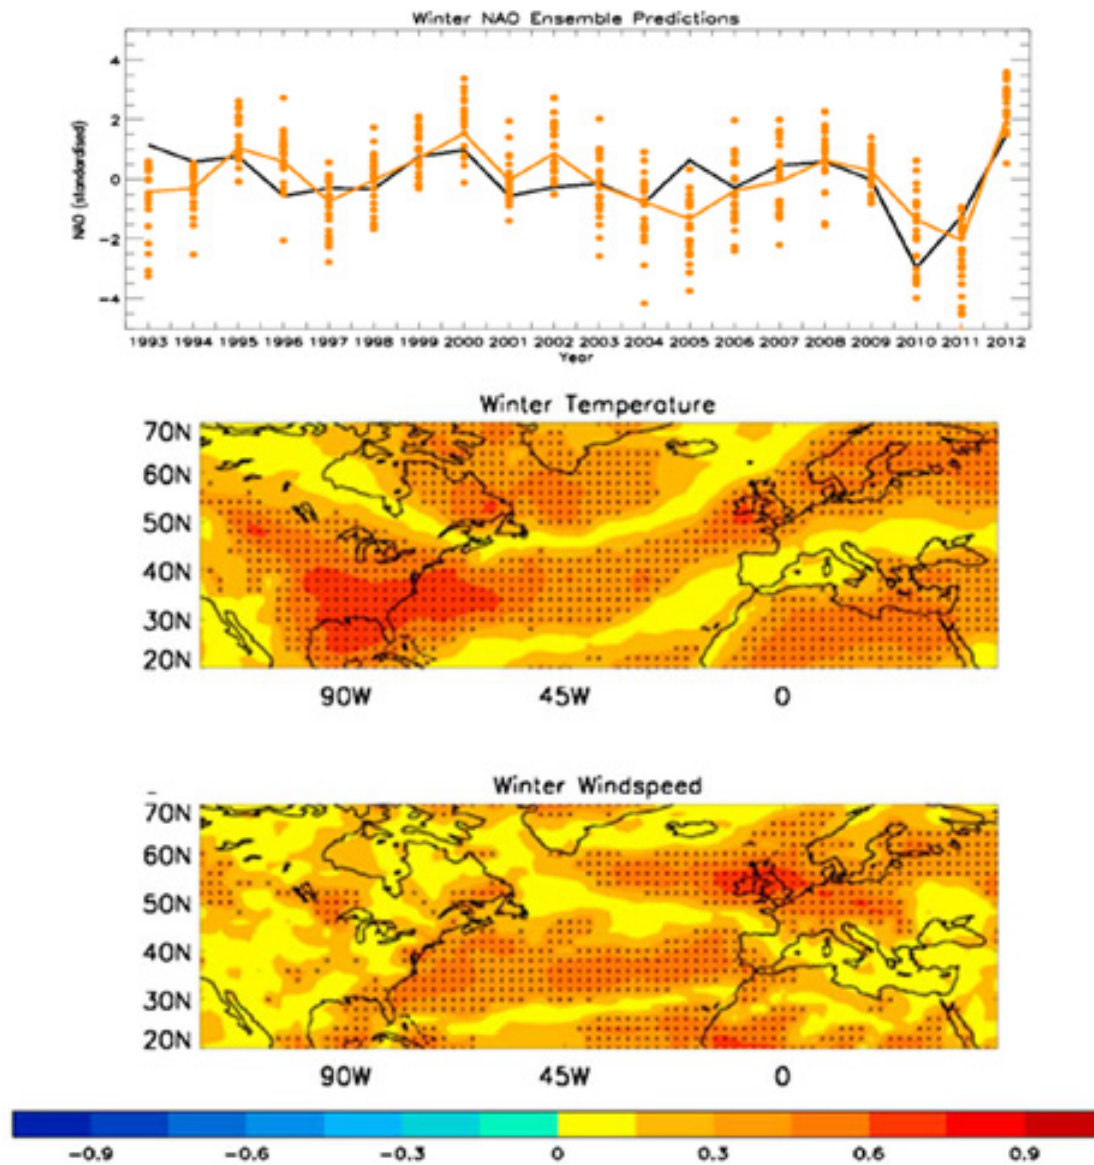 Winter NAO Ensemble Predictions
4
2
0
-2
-4
NAO (standardised)
1993 1994 1995 1996 1997 1998 1999 2000 2001 2002 2003 2004 2005 2006 2007 2008 2009 2010 2011 2012
Year
Winter Temperature
70N
60N
50N
40N
30N
20N
90W 45W 0
Winter Windspeed
70N
60N
50N
40N
30N
20N
90W 45W 0
-0.9 -0.6 -0.3 0 0.3 0.6 0.9